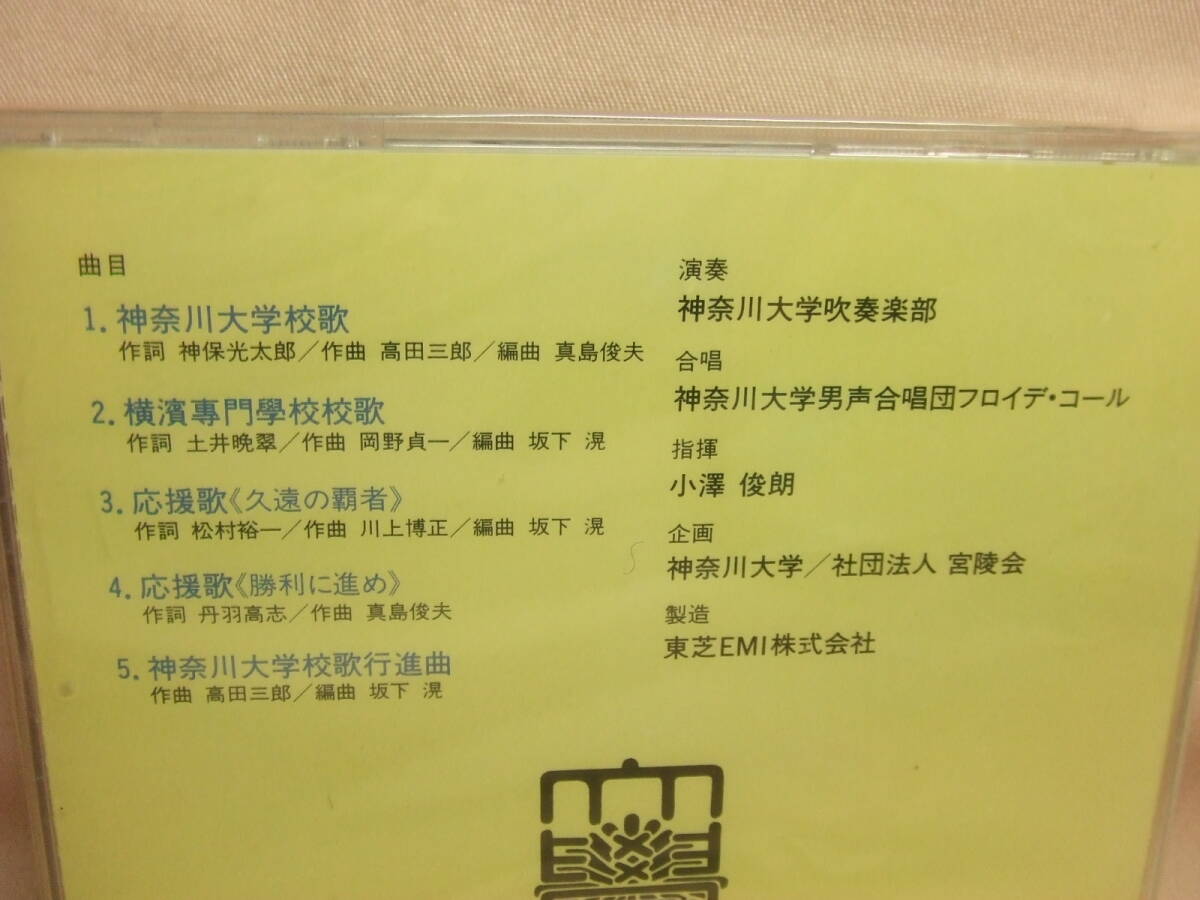 曲目
1. 神奈川大学校歌
作詞 神保光太郎／作曲 高田三郎／編曲 真島俊夫
2. 横濱専門學校校歌
作詞 土井晩翠／作曲 岡野貞一／編曲 坂下 滉
3. 応援歌《久遠の覇者》
作詞 松村裕一／作曲 川上博正／編曲 坂下 滉
4. 応援歌《勝利に進め》
作詞 丹羽高志／作曲 真島俊夫
5. 神奈川大学校歌行進曲
作曲 高田三郎／編曲 坂下 滉
演奏
神奈川大学吹奏楽部
合唱
神奈川大学男声合唱団フロイデ・コール
指揮
小澤 俊朗
企画
神奈川大学／社団法人 宮陵会
製造
東芝EMI株式会社